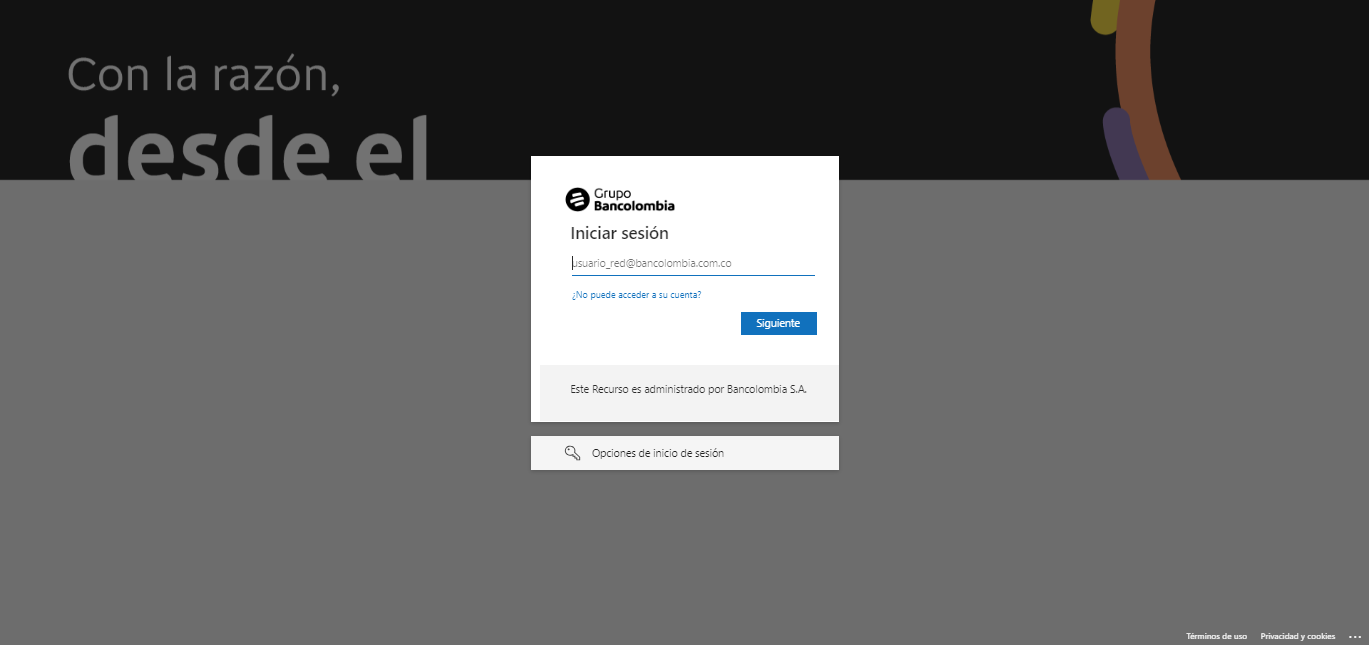 Con la razón,
desde el
Grupo
Bancolombia
Iniciar sesión
usuario_red@bancolombia.com.co
¿No puede acceder a su cuenta?
Siguiente
Este Recurso es administrado por Bancolombia S.A.
Opciones de inicio de sesión
Términos de uso Privacidad y cookies ...